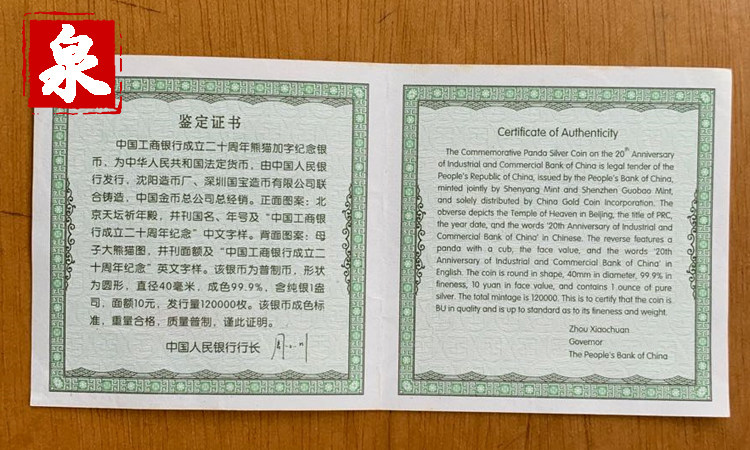 泉
鉴定证书
中国工商银行成立二十周年熊猫加字纪念银
币，为中华人民共和国法定货币，由中国人民银
行发行，沈阳造币厂、深圳国宝造币有限公司联
合铸造，中国金币总公司总经销。正面图案：北
京天坛祈年殿，并刊国名、年号及“中国工商银
行成立二十周年纪念”中文字样。背面图案：母
子大熊猫图，并刊面额及“中国工商银行成立二
十周年纪念”英文字样。该银币为普制币，形状
为圆形，直径40毫米，成色99.9%，含纯银1盎
司，面额10元，发行量120000枚。该银币成色标
准，重量合格，质量普制，谨此证明。
中国人民银行行长
Certificate of Authenticity
The Commemorative Panda Silver Coin on the 20th Anniversary
of Industrial and Commercial Bank of China is legal tender of the
People's Republic of China, issued by the People's Bank of China,
minted jointly by Shenyang Mint and Shenzhen Guobao Mint,
and solely distributed by China Gold Coin Incorporation. The
obverse depicts the Temple of Heaven in Beijing, the title of PRC,
the year date, and the words '20th Anniversary of Industrial and
Commercial Bank of China' in Chinese. The reverse features a
panda with a cub, the face value, and the words '20th
Anniversary of Industrial and Commercial Bank of China' in
English. The coin is round in shape, 40mm in diameter, 99.9% in
fineness, 10 yuan in face value, and contains 1 ounce of pure
silver. The total mintage is 120000. This is to certify that the coin is
BU in quality and is up to standard as to its fineness and weight.
Zhou Xiaochuan
Governor
The People's Bank of China